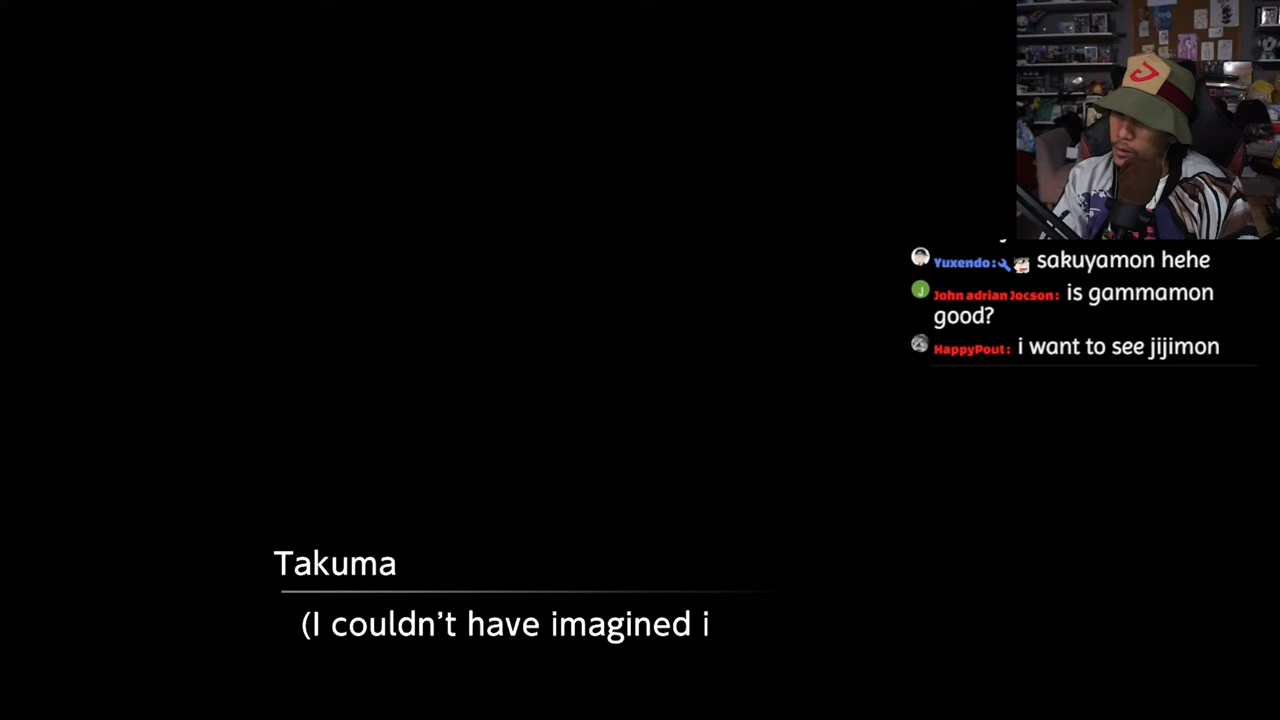 Yuxendo: sakuyamon hehe
John adrian Jocson: is gammamon
good?
HappyPout: i want to see jijimon
Takuma
(I couldn't have imagined i